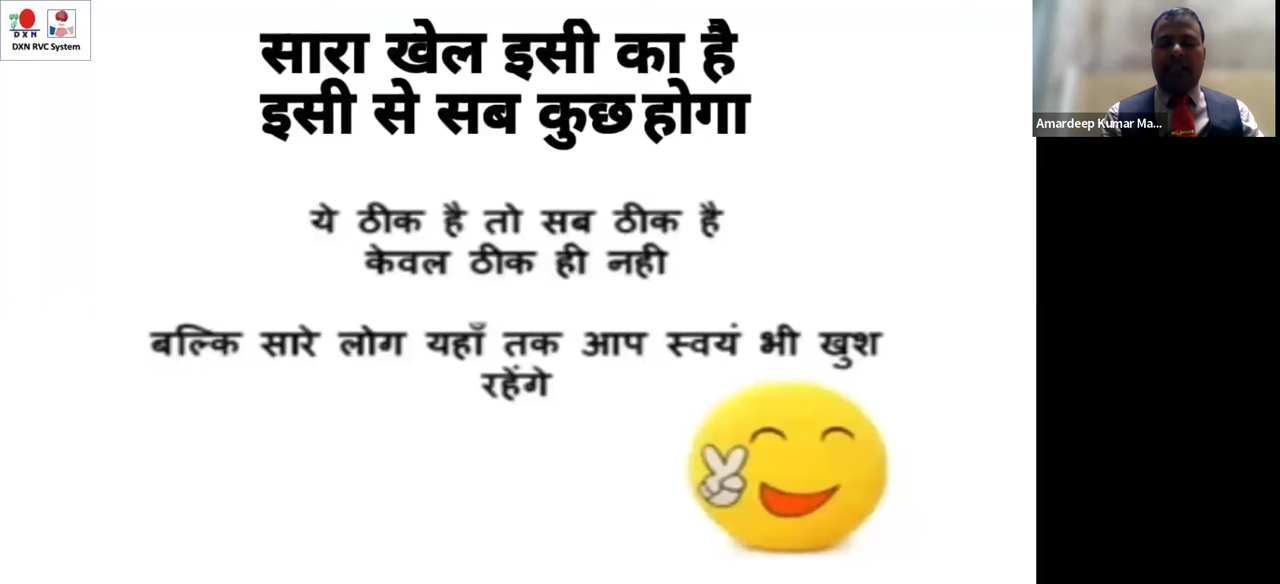 DXN
DXN RVC System
सारा खेल इसी का है
इसी से सब कुछ होगा
ये ठीक है तो सब ठीक है
केवल ठीक ही नही
बल्कि सारे लोग यहाँ तक आप स्वयं भी खुश
रहेंगे
Amardeep Kumar Ma...